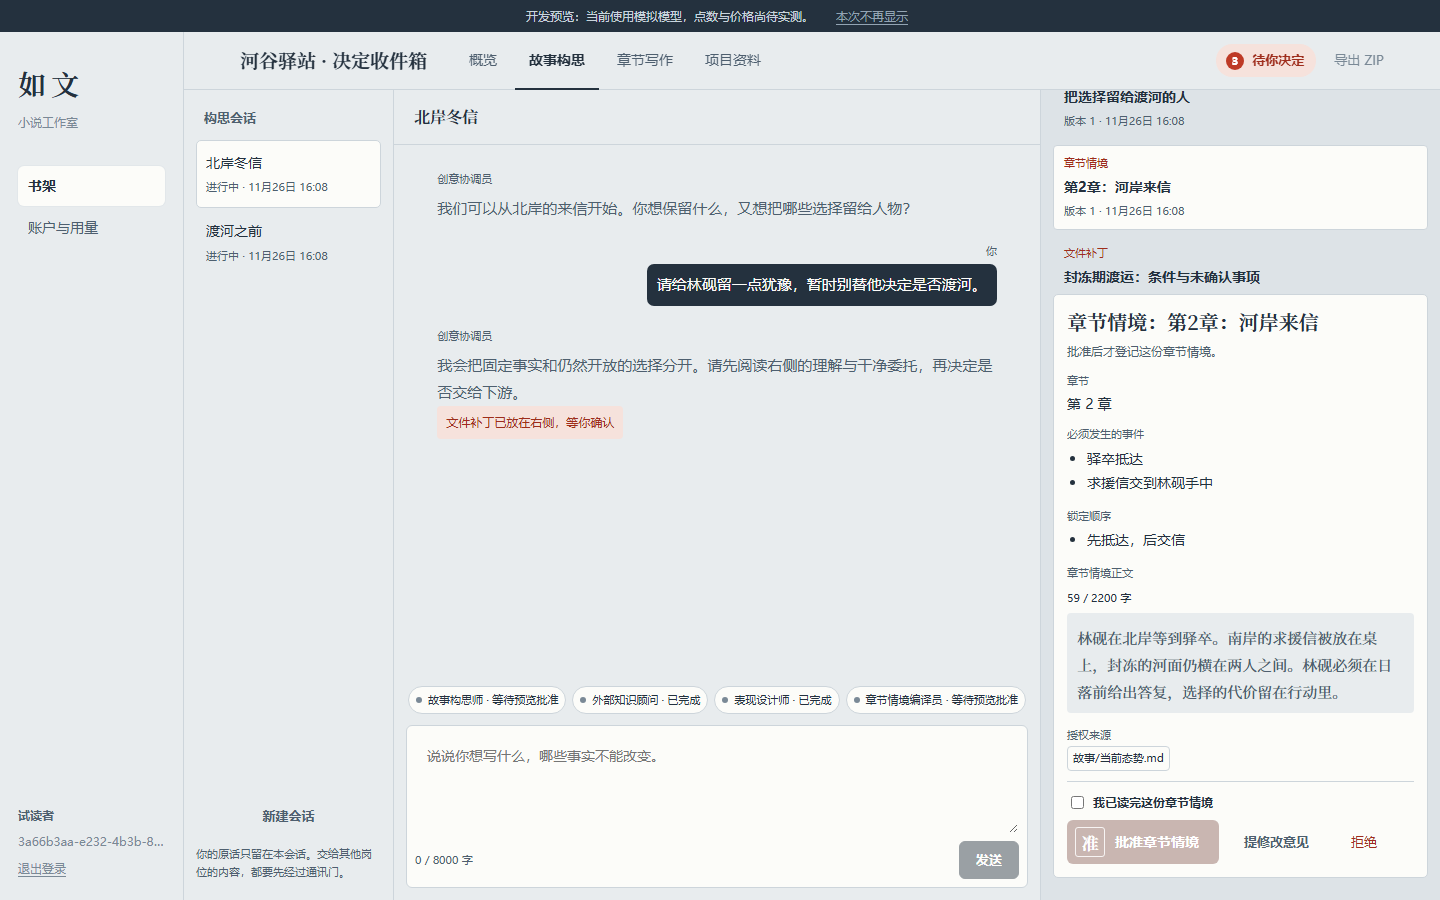 开发预览：当前使用模拟模型，点数与价格尚待实测。 本次不再显示
如文
小说工作室
书架
账户与用量
试读者
3a66b3aa-e232-4b3b-8...
退出登录
河谷驿站 · 决定收件箱 概览 故事构思 章节写作 项目资料 3 待你决定 导出 ZIP
构思会话
北岸冬信
进行中 · 11月26日 16:08
渡河之前
进行中 · 11月26日 16:08
新建会话
你的原话只留在本会话。交给其他岗
位的内容，都要先经过通讯门。
北岸冬信
创意协调员
我们可以从北岸的来信开始。你想保留什么，又想把哪些选择留给人物？
你
请给林砚留一点犹豫，暂时别替他决定是否渡河。
创意协调员
我会把固定事实和仍然开放的选择分开。请先阅读右侧的理解与干净委托，再决定是
否交给下游。
文件补丁已放在右侧，等你确认
故事构思师 · 等待预览批准 外部知识顾问 · 已完成 表现设计师 · 已完成 章节情境编译员 · 等待预览批准
说说你想写什么，哪些事实不能改变。
0 / 8000 字 发送
把选择留给渡河的人
版本 1 · 11月26日 16:08
章节情境
第2章：河岸来信
版本 1 · 11月26日 16:08
文件补丁
封冻期渡运：条件与未确认事项
章节情境：第2章：河岸来信
批准后才登记这份章节情境。
章节
第 2 章
必须发生的事件
• 驿卒抵达
• 求援信交到林砚手中
锁定顺序
• 先抵达，后交信
章节情境正文
59 / 2200 字
林砚在北岸等到驿卒。南岸的求援信被放在桌
上，封冻的河面仍横在两人之间。林砚必须在日
落前给出答复，选择的代价留在行动里。
授权来源
故事/当前态势.md
我已读完这份章节情境
准 批准章节情境 提修改意见 拒绝